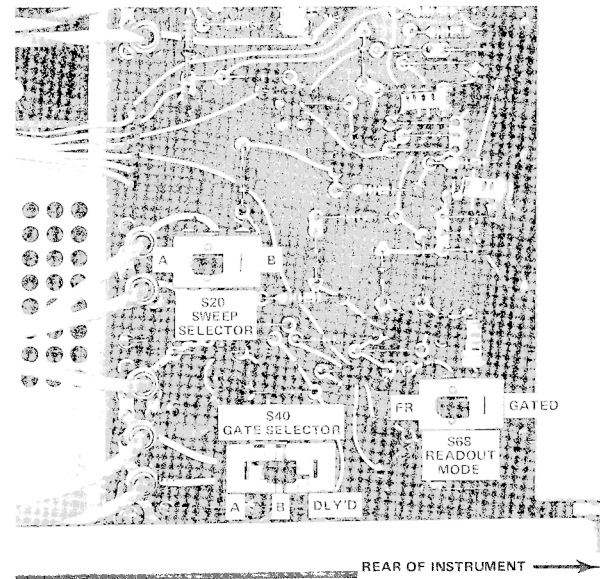 A
B
S20
SWEEP
SELECTOR
S40
GATE SELECTOR
FR
GATED
S68
READOUT
MODE
A
B
DLY'D
REAR OF INSTRUMENT